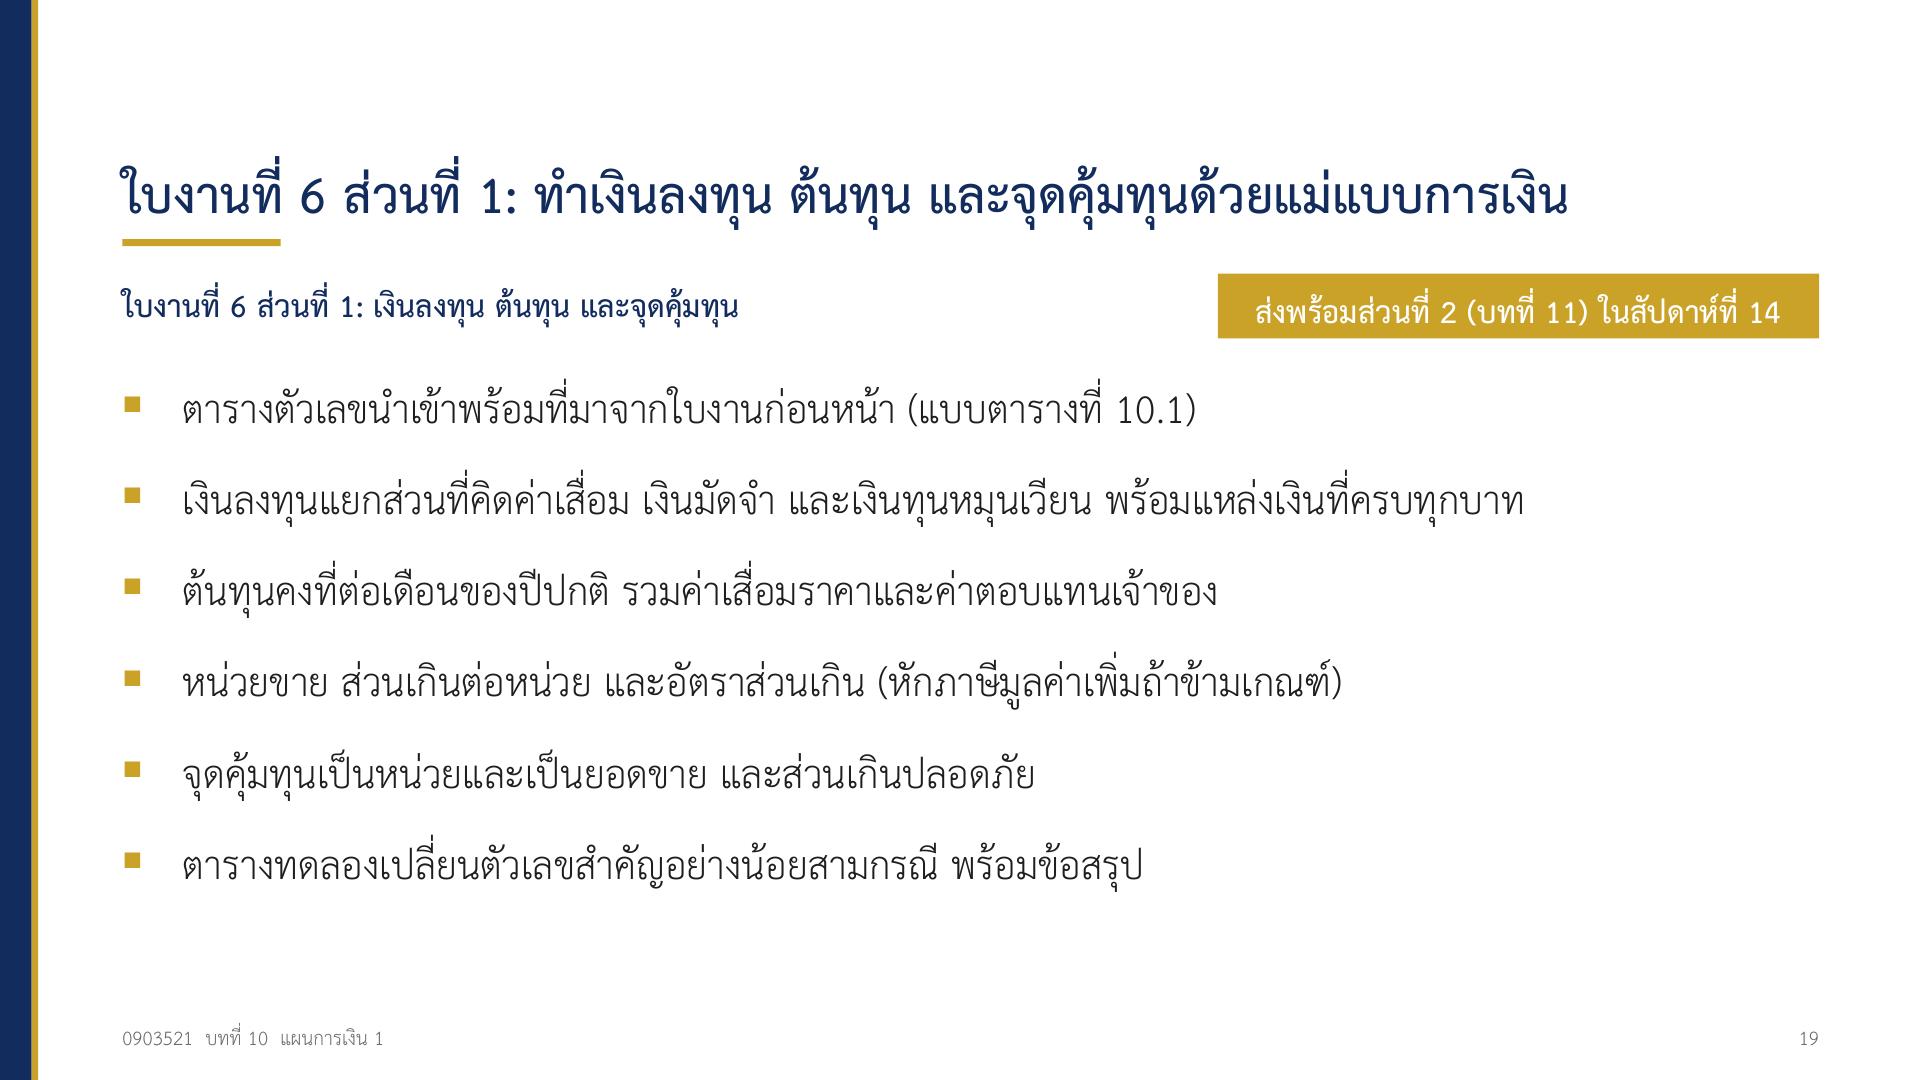 ใบงานที่ 6 ส่วนที่ 1: ทำเงินลงทุน ต้นทุน และจุดคุ้มทุนด้วยแม่แบบการเงิน
ใบงานที่ 6 ส่วนที่ 1: เงินลงทุน ต้นทุน และจุดคุ้มทุน
ส่งพร้อมส่วนที่ 2 (บทที่ 11) ในสัปดาห์ที่ 14
ตารางตัวเลขนำเข้าพร้อมที่มาจากใบงานก่อนหน้า (แบบตารางที่ 10.1)
เงินลงทุนแยกส่วนที่คิดค่าเสื่อม เงินมัดจำ และเงินทุนหมุนเวียน พร้อมแหล่งเงินที่ครบทุกบาท
ต้นทุนคงที่ต่อเดือนของปีปกติ รวมค่าเสื่อมราคาและค่าตอบแทนเจ้าของ
หน่วยขาย ส่วนเกินต่อหน่วย และอัตราส่วนเกิน (หักภาษีมูลค่าเพิ่มถ้าข้ามเกณฑ์)
จุดคุ้มทุนเป็นหน่วยและเป็นยอดขาย และส่วนเกินปลอดภัย
ตารางทดลองเปลี่ยนตัวเลขสำคัญอย่างน้อยสามกรณี พร้อมข้อสรุป
0903521 บทที่ 10 แผนการเงิน 1
19